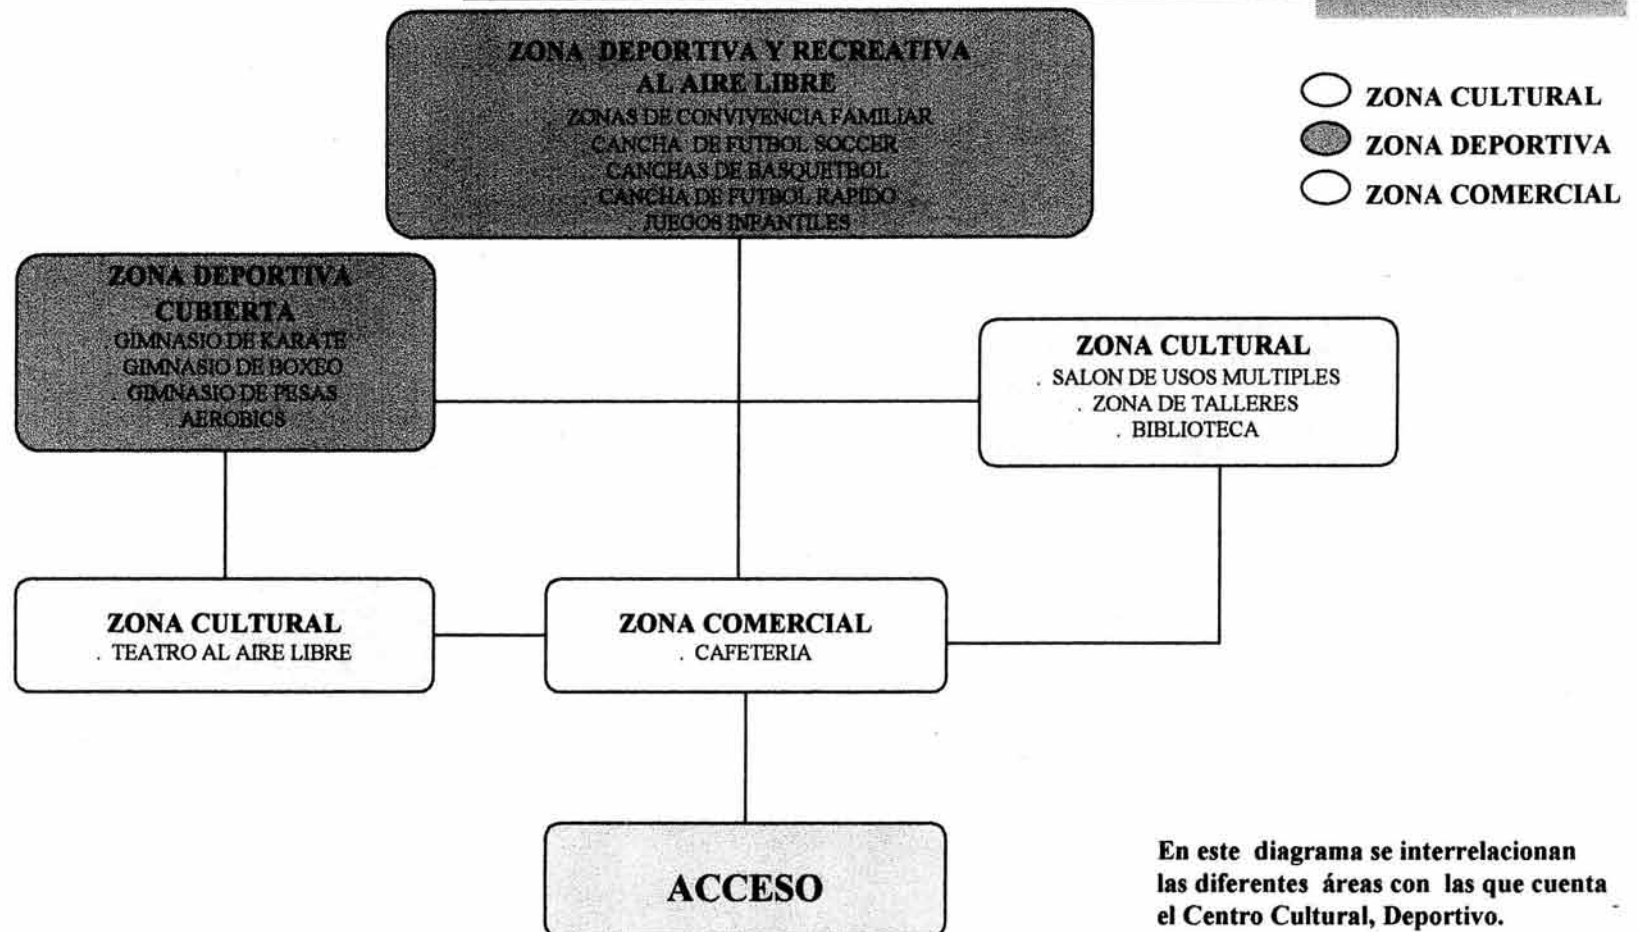 ZONA DEPORTIVA Y RECREATIVA
AL AIRE LIBRE
. ZONAS DE CONVIVENCIA FAMILIAR
. CANCHA DE FUTBOL SOCCER
. CANCHAS DE BASQUETBOL
. CANCHA DE FUTBOL RAPIDO
. JUEGOS INFANTILES
ZONA CULTURAL
ZONA DEPORTIVA
ZONA COMERCIAL
ZONA DEPORTIVA
CUBIERTA
. GIMNASIO DE KARATE
. GIMNASIO DE BOXEO
. GIMNASIO DE PESAS
. AEROBICS
ZONA CULTURAL
. SALON DE USOS MULTIPLES
. ZONA DE TALLERES
. BIBLIOTECA
ZONA CULTURAL
. TEATRO AL AIRE LIBRE
ZONA COMERCIAL
. CAFETERIA
ACCESO
En este diagrama se interrelacionan
las diferentes áreas con las que cuenta
el Centro Cultural, Deportivo.